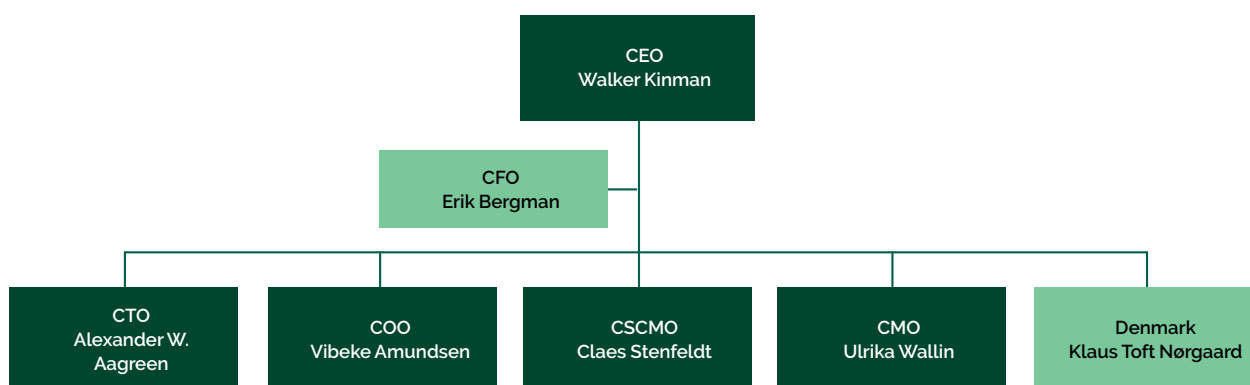 CEO
Walker Kinman
CFO
Erik Bergman
CTO
Alexander W.
Aagreen
COO
Vibeke Amundsen
CSCMO
Claes Stenfeldt
CMO
Ulrika Wallin
Denmark
Klaus Toft Nørgaard